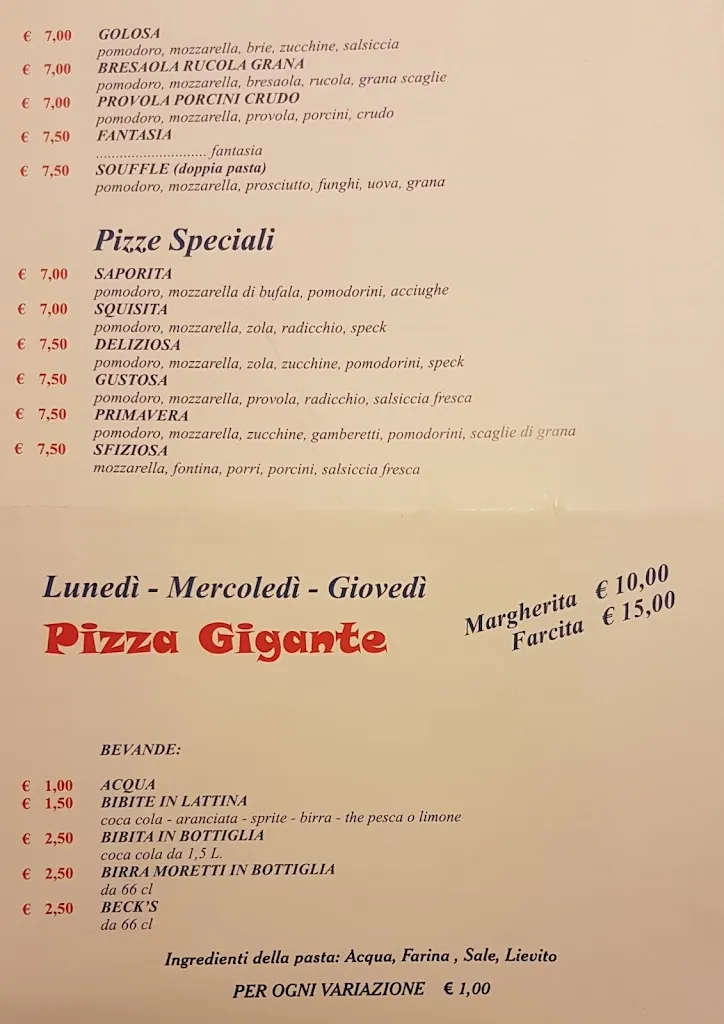 € 7,00 GOLOSA
pomodoro, mozzarella, brie, zucchine, salsiccia
€ 7,00 BRESAOLA RUCOLA GRANA
pomodoro, mozzarella, bresaola, rucola, grana scaglie
€ 7,00 PROVOLA PORCINI CRUDO
pomodoro, mozzarella, provola, porcini, crudo
€ 7,50 FANTASIA
............................ fantasia
€ 7,50 SOUFFLE (doppia pasta)
pomodoro, mozzarella, prosciutto, funghi, uova, grana
Pizze Speciali
€ 7,00 SAPORITA
pomodoro, mozzarella di bufala, pomodorini, acciughe
€ 7,00 SQUISITA
pomodoro, mozzarella, zola, radicchio, speck
€ 7,50 DELIZIOSA
pomodoro, mozzarella, zola, zucchine, pomodorini, speck
€ 7,50 GUSTOSA
pomodoro, mozzarella, provola, radicchio, salsiccia fresca
€ 7,50 PRIMAVERA
pomodoro, mozzarella, zucchine, gamberetti, pomodorini, scaglie di grana
€ 7,50 SFIZIOSA
mozzarella, fontina, porri, porcini, salsiccia fresca
Lunedì - Mercoledì - Giovedì
Pizza Gigante
Margherita € 10,00
Farcita € 15,00
BEVANDE:
€ 1,00 ACQUA
€ 1,50 BIBITE IN LATTINA
coca cola - aranciata - sprite - birra - the pesca o limone
€ 2,50 BIBITA IN BOTTIGLIA
coca cola da 1,5 L.
€ 2,50 BIRRA MORETTI IN BOTTIGLIA
da 66 cl
€ 2,50 BECK'S
da 66 cl
Ingredienti della pasta: Acqua, Farina , Sale, Lievito
PER OGNI VARIAZIONE € 1,00